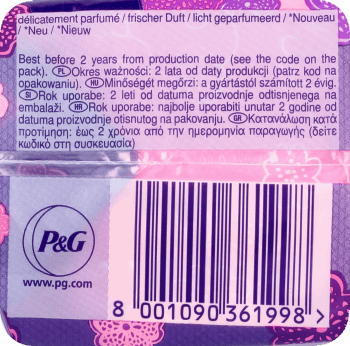 délicatement parfumé / frischer Duft / licht geparfumeerd / *Nouveau
/ *Neu / *Nieuw
Best before 2 years from production date (see the code on the
pack). PL Okres ważności: 2 lata od daty produkcji (patrz kod na
opakowaniu). HU Minőségét megőrzi: a gyártástól számított 2 évig.
SI Rok uporabe: 2 leti od datuma proizvodnje odtisnjenega na
embalaži. HR Rok uporabe: najbolje uporabiti unutar 2 godine od
datuma proizvodnje otisnutog na pakovanju. GR Κατανάλωση κατά
προτίμηση: έως 2 χρόνια από την ημερομηνία παραγωγής (δείτε
κωδικό στη συσκευασία)
P&G
www.pg.com
8 001090 361998 >